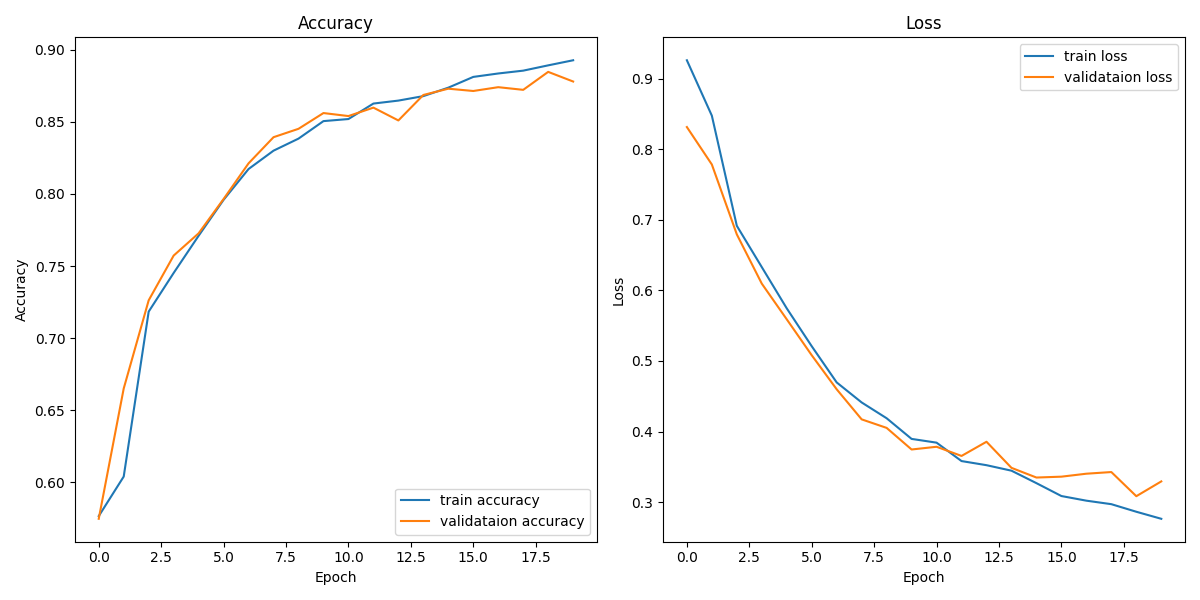 Accuracy
0.90
0.85
0.80
0.75
0.70
0.65
0.60
Accuracy
train accuracy
validataion accuracy
0.0 2.5 5.0 7.5 10.0 12.5 15.0 17.5
Epoch
Loss
0.9
0.8
0.7
0.6
0.5
0.4
0.3
Loss
train loss
validataion loss
0.0 2.5 5.0 7.5 10.0 12.5 15.0 17.5
Epoch